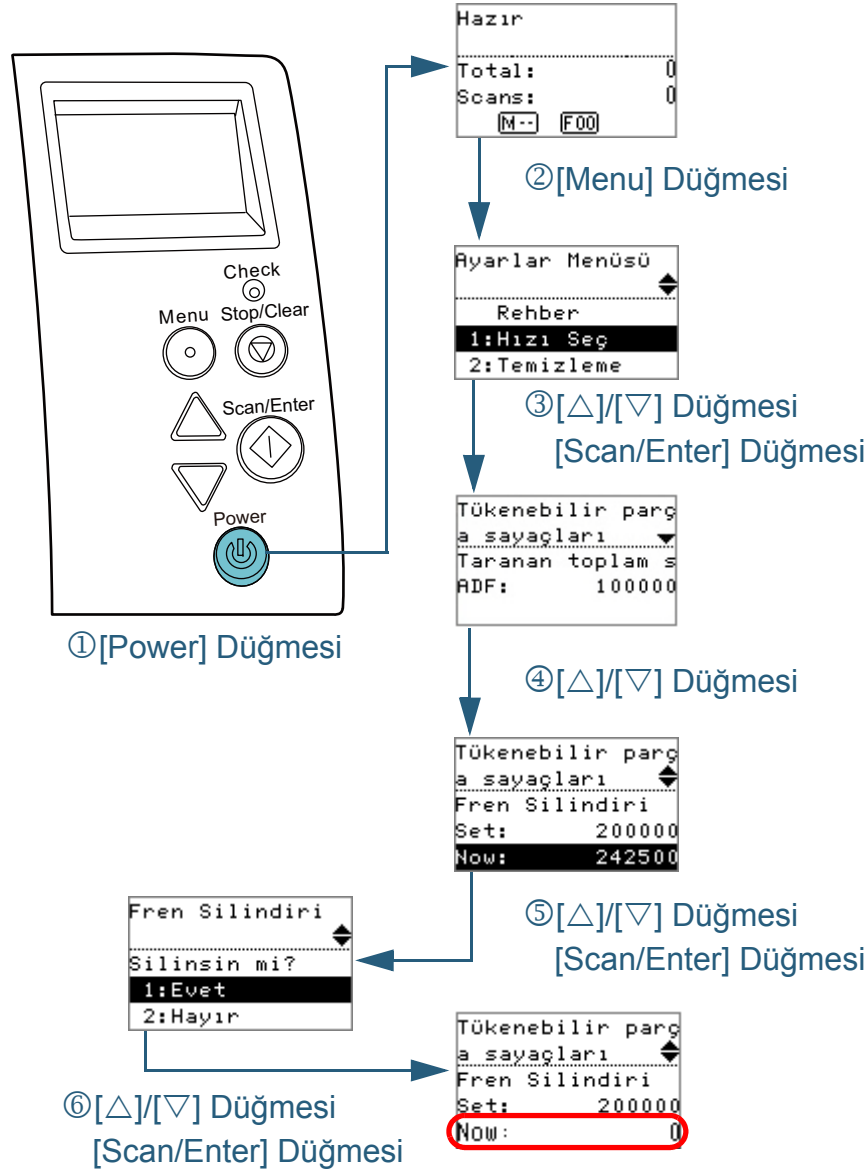 Hazır
Total: 0
Scans: 0
M-- F00
②[Menu] Düğmesi
Check
Menu Stop/Clear
Scan/Enter
Power
①[Power] Düğmesi
Ayarlar Menüsü
Rehber
1:Hızı Seç
2:Temizleme
③[△]/[▽] Düğmesi
[Scan/Enter] Düğmesi
Tükenebilir parç
a sayaçları
Taranan toplam s
ADF: 100000
④[△]/[▽] Düğmesi
Tükenebilir parç
a sayaçları
Fren Silindiri
Set: 200000
Now: 242500
⑤[△]/[▽] Düğmesi
[Scan/Enter] Düğmesi
Fren Silindiri
Silinsin mi?
1:Evet
2:Hayır
⑥[△]/[▽] Düğmesi
[Scan/Enter] Düğmesi
Tükenebilir parç
a sayaçları
Fren Silindiri
Set: 200000
Now: 0